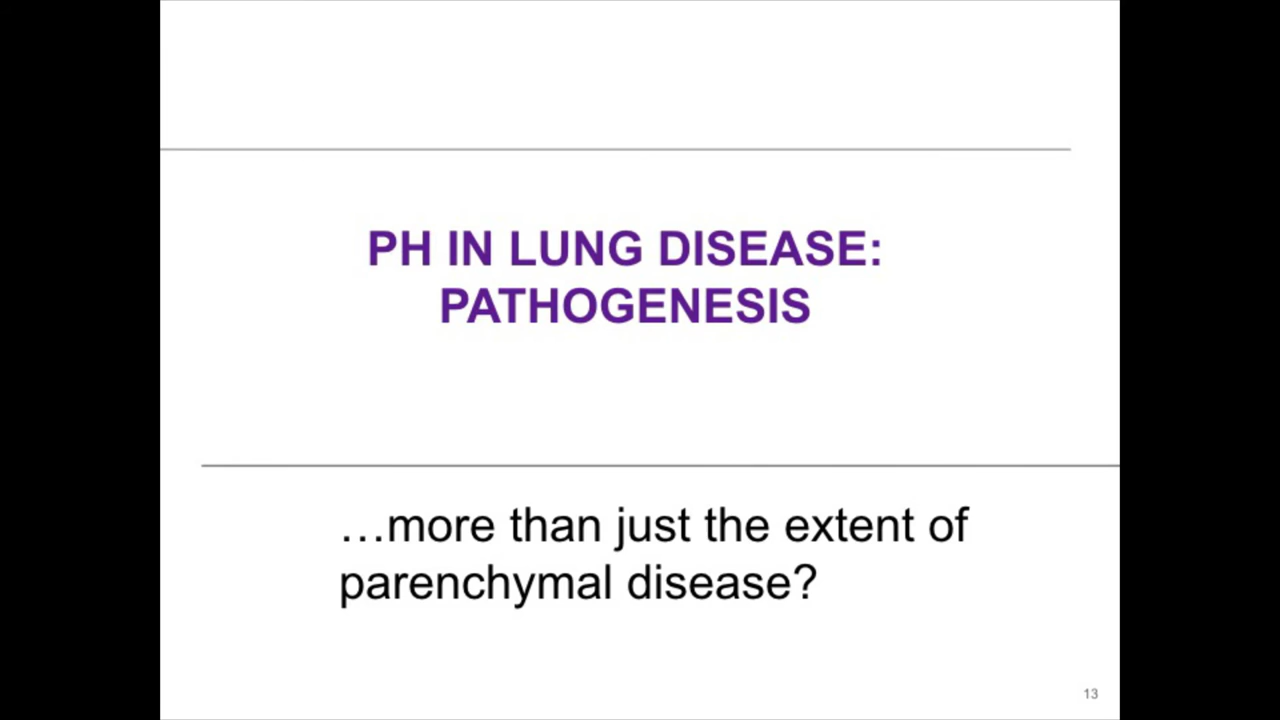 PH IN LUNG DISEASE:
PATHOGENESIS
…more than just the extent of
parenchymal disease?
13